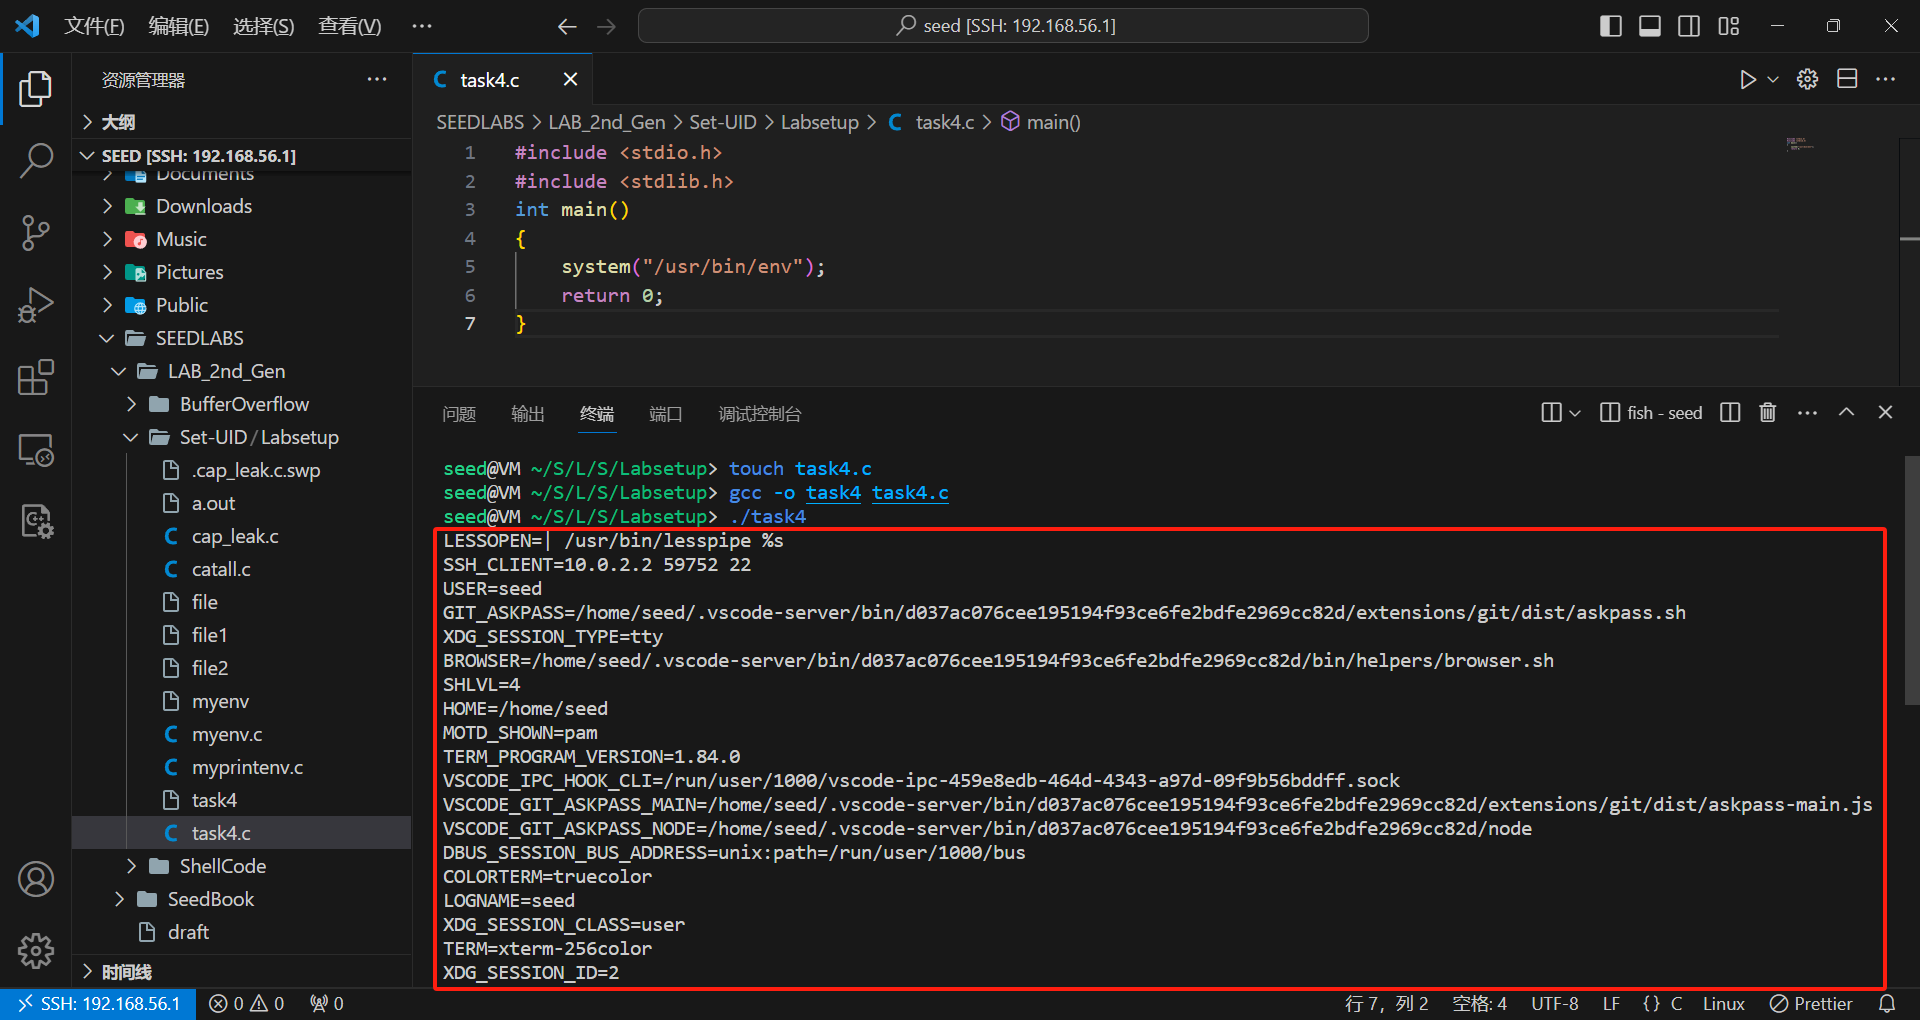 文件(F) 编辑(E) 选择(S) 查看(V) ··· seed [SSH: 192.168.56.1]
资源管理器 ···
大纲
SEED [SSH: 192.168.56.1]
Documents
Downloads
Music
Pictures
Public
SEEDLABS
LAB_2nd_Gen
BufferOverflow
Set-UID/Labsetup
.cap_leak.c.swp
a.out
C cap_leak.c
C catall.c
file
file1
file2
myenv
C myenv.c
C myprintenv.c
task4
C task4.c
ShellCode
SeedBook
draft
时间线
C task4.c
SEEDLABS > LAB_2nd_Gen > Set-UID > Labsetup > C task4.c > main()
1 #include <stdio.h>
2 #include <stdlib.h>
3 int main()
4 {
5 system("/usr/bin/env");
6 return 0;
7 }
问题 输出 终端 端口 调试控制台 fish - seed
seed@VM ~/S/L/S/Labsetup> touch task4.c
seed@VM ~/S/L/S/Labsetup> gcc -o task4 task4.c
seed@VM ~/S/L/S/Labsetup> ./task4
LESSOPEN=| /usr/bin/lesspipe %s
SSH_CLIENT=10.0.2.2 59752 22
USER=seed
GIT_ASKPASS=/home/seed/.vscode-server/bin/d037ac076cee195194f93ce6fe2bdfe2969cc82d/extensions/git/dist/askpass.sh
XDG_SESSION_TYPE=tty
BROWSER=/home/seed/.vscode-server/bin/d037ac076cee195194f93ce6fe2bdfe2969cc82d/bin/helpers/browser.sh
SHLVL=4
HOME=/home/seed
MOTD_SHOWN=pam
TERM_PROGRAM_VERSION=1.84.0
VSCODE_IPC_HOOK_CLI=/run/user/1000/vscode-ipc-459e8edb-464d-4343-a97d-09f9b56bddff.sock
VSCODE_GIT_ASKPASS_MAIN=/home/seed/.vscode-server/bin/d037ac076cee195194f93ce6fe2bdfe2969cc82d/extensions/git/dist/askpass-main.js
VSCODE_GIT_ASKPASS_NODE=/home/seed/.vscode-server/bin/d037ac076cee195194f93ce6fe2bdfe2969cc82d/node
DBUS_SESSION_BUS_ADDRESS=unix:path=/run/user/1000/bus
COLORTERM=truecolor
LOGNAME=seed
XDG_SESSION_CLASS=user
TERM=xterm-256color
XDG_SESSION_ID=2
SSH: 192.168.56.1 0 0 0 行 7，列 2 空格: 4 UTF-8 LF {} C Linux Prettier